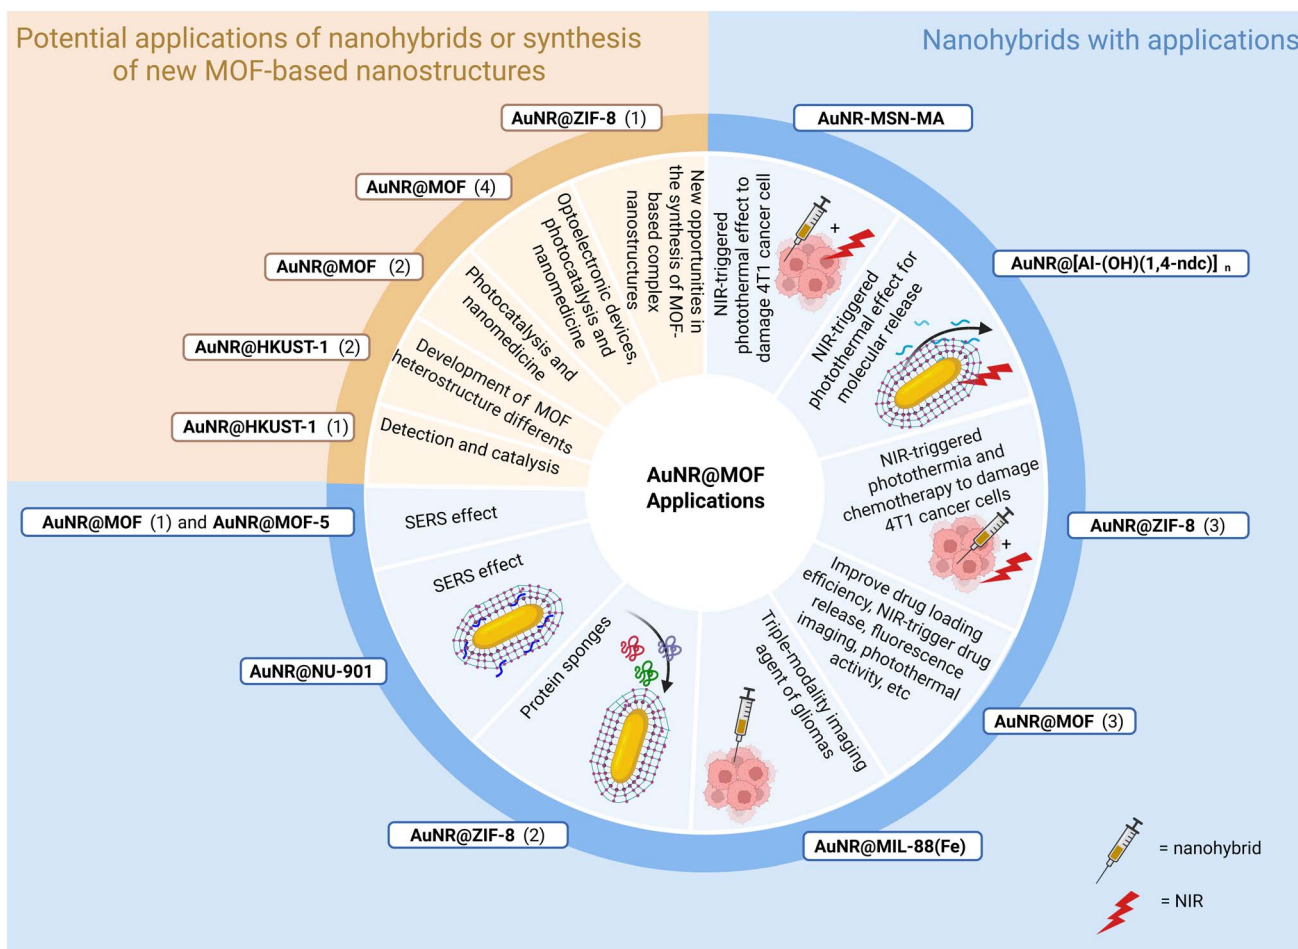 Potential applications of nanohybrids or synthesis
of new MOF-based nanostructures
Nanohybrids with applications
AuNR@ZIF-8 (1)
AuNR-MSN-MA
AuNR@MOF (4)
AuNR@MOF (2)
AuNR@[Al-(OH)(1,4-ndc)] n
AuNR@HKUST-1 (2)
AuNR@HKUST-1 (1)
AuNR@MOF (1) and AuNR@MOF-5
AuNR@ZIF-8 (3)
AuNR@NU-901
AuNR@MOF (3)
AuNR@ZIF-8 (2)
AuNR@MIL-88(Fe)
New opportunities in
the synthesis of MOF-
based complex
nanostructures
Optoelectronic devices,
photocatalysis and
nanomedicine
Photocatalysis and
nanomedicine
Development of MOF
heterostructure differents
Detection and catalysis
SERS effect
SERS effect
Protein sponges
Triple-modality imaging
agent of gliomas
Improve drug loading
efficiency, NIR-trigger drug
release, fluorescence
imaging, photothermal
activity, etc
NIR-triggered
photothermia and
chemotherapy to damage
4T1 cancer cells
+
NIR-triggered
photothermal effect for
molecular release
NIR-triggered
photothermal effect to
damage 4T1 cancer cell
+
AuNR@MOF
Applications
= nanohybrid
= NIR